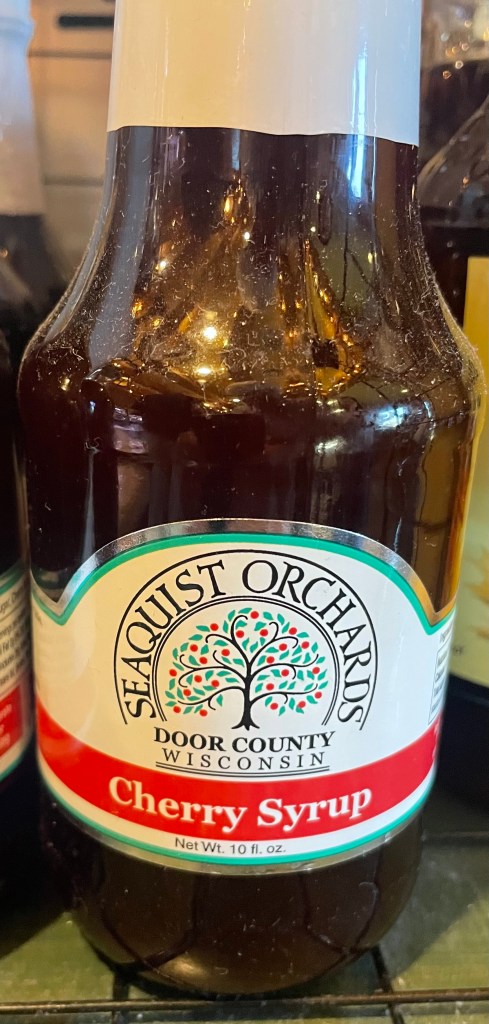 SEAQUIST ORCHARDS
DOOR COUNTY
WISCONSIN
Cherry Syrup
Net Wt. 10 fl. oz.